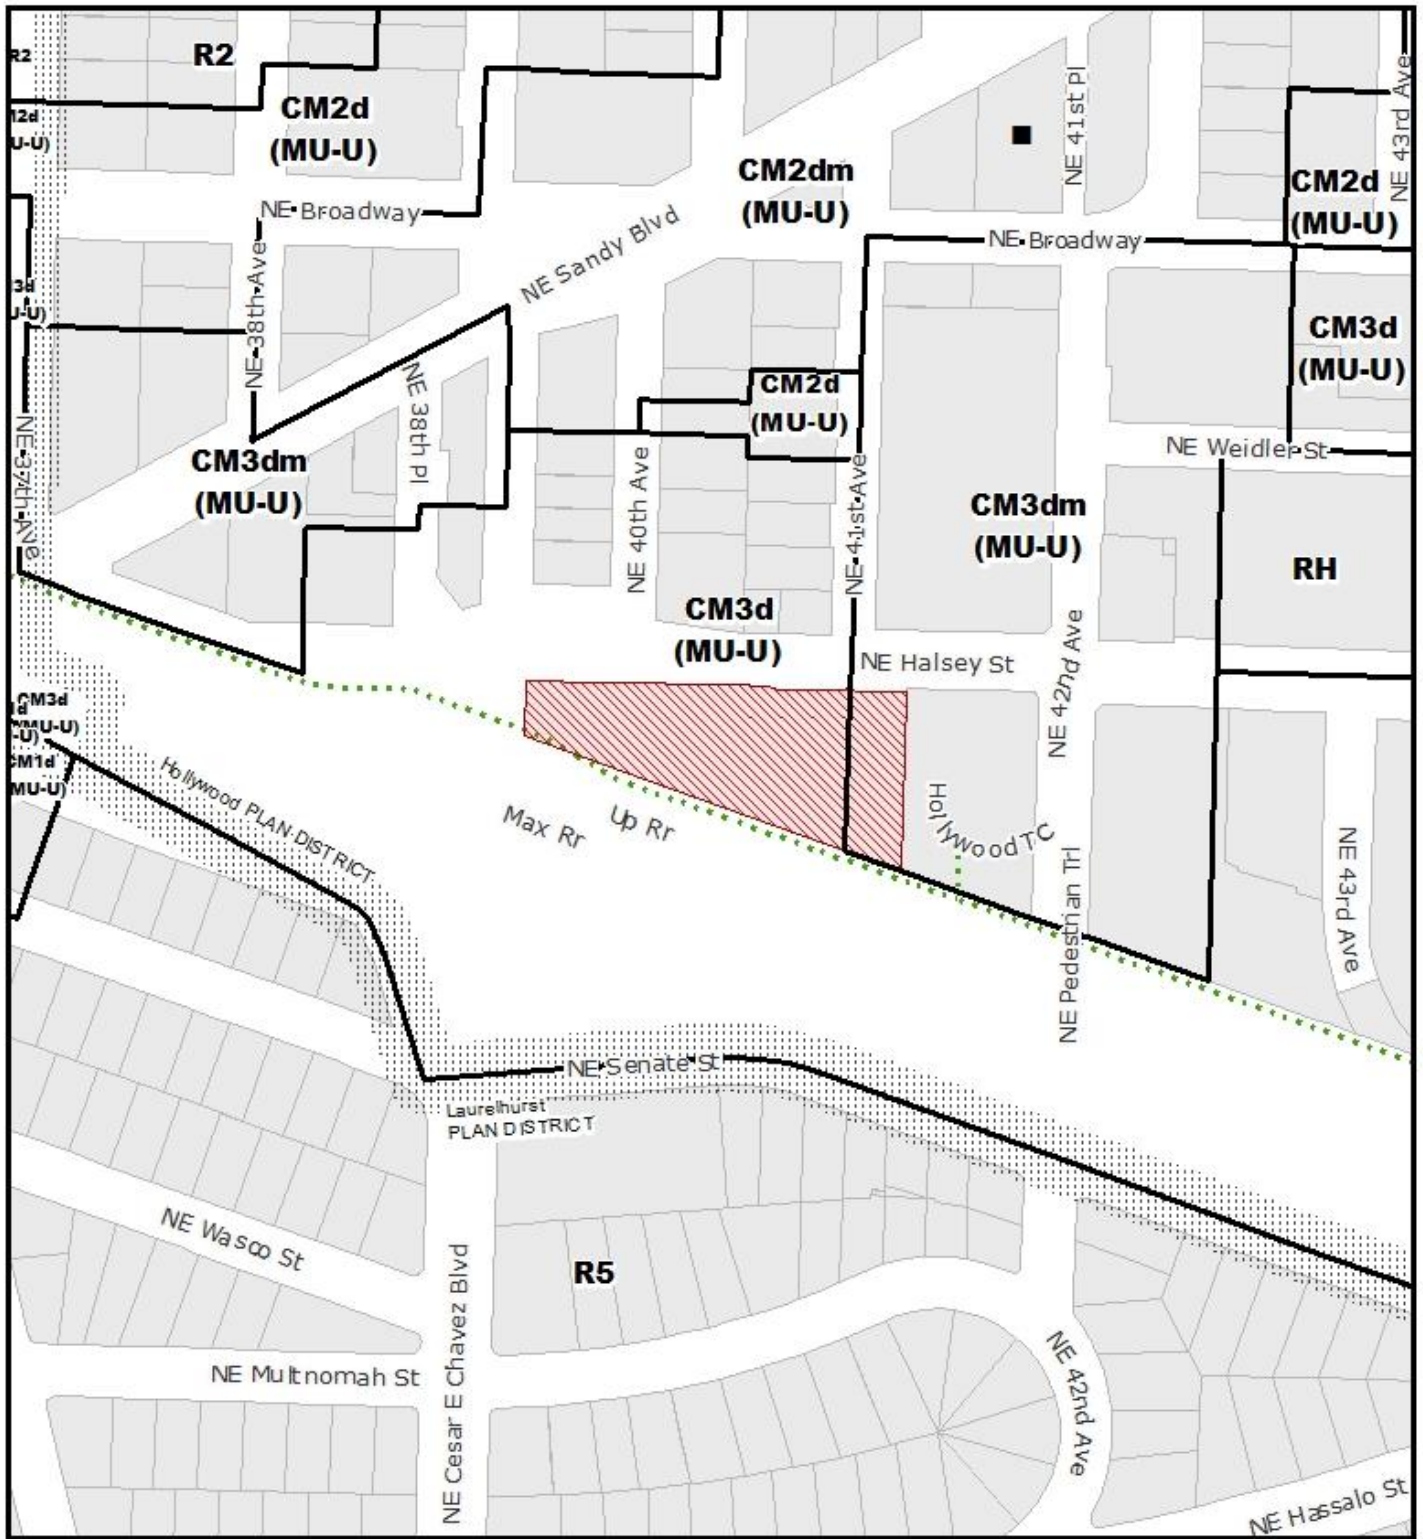 R2
R2
CM2d
(MU-U)
12d
U-U)
NE 41st Pl
NE 43rd Ave
CM2dm
(MU-U)
CM2d
(MU-U)
NE Broadway
NE Sandy Blvd
NE Broadway
NE 38th Ave
3d
U-U)
CM3d
(MU-U)
NE 38th Pl
CM2d
(MU-U)
NE 37th Ave
CM3dm
(MU-U)
NE Weidler St
NE 40th Ave
NE 41st Ave
CM3dm
(MU-U)
RH
CM3d
(MU-U)
NE Halsey St
NE 42nd Ave
CM3d
(MU-U)
-U)
CM1d
(MU-U)
Hollywood PLAN DISTRICT
Max Rr
Up Rr
Hollywood TC
NE Pedestrian Trl
NE 43rd Ave
NE Senate St
Laurelhurst
PLAN DISTRICT
NE Wasco St
R5
NE Cesar E Chavez Blvd
NE Multnomah St
NE 42nd Ave
NE Hassalo St